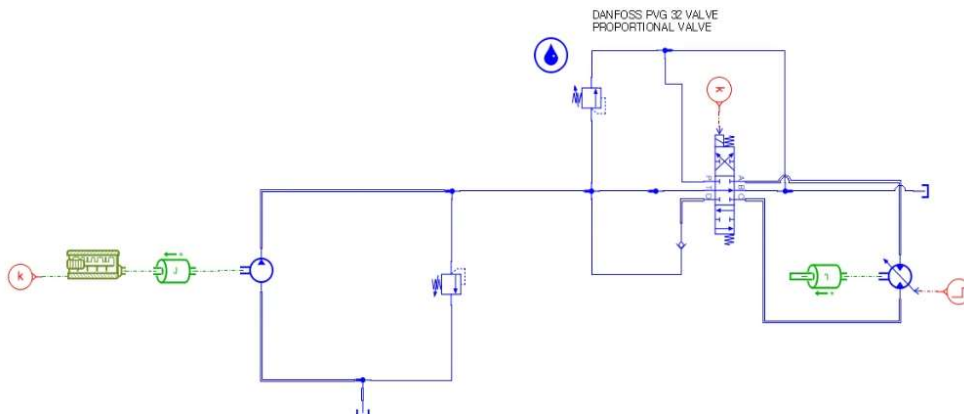 DANFOSS PVG 32 VALVE
PROPORTIONAL VALVE
k
P T C
A B C
k